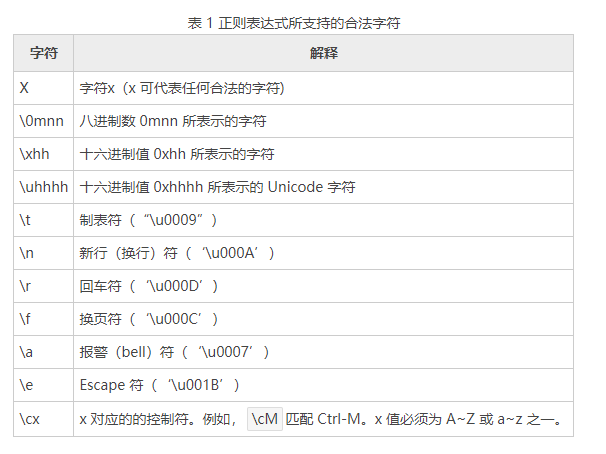 表 1 正则表达式所支持的合法字符
字符 解释
X 字符x（x 可代表任何合法的字符)
\0mnn 八进制数 0mnn 所表示的字符
\xhh 十六进制值 0xhh 所表示的字符
\uhhhh 十六进制值 0xhhhh 所表示的 Unicode 字符
\t 制表符（“\u0009”）
\n 新行（换行）符（‘\u000A’）
\r 回车符（‘\u000D’）
\f 换页符（‘\u000C’）
\a 报警（bell）符（‘\u0007’）
\e Escape 符（‘\u001B’）
\cx x 对应的的控制符。例如， \cM 匹配 Ctrl-M。x 值必须为 A~Z 或 a~z 之一。